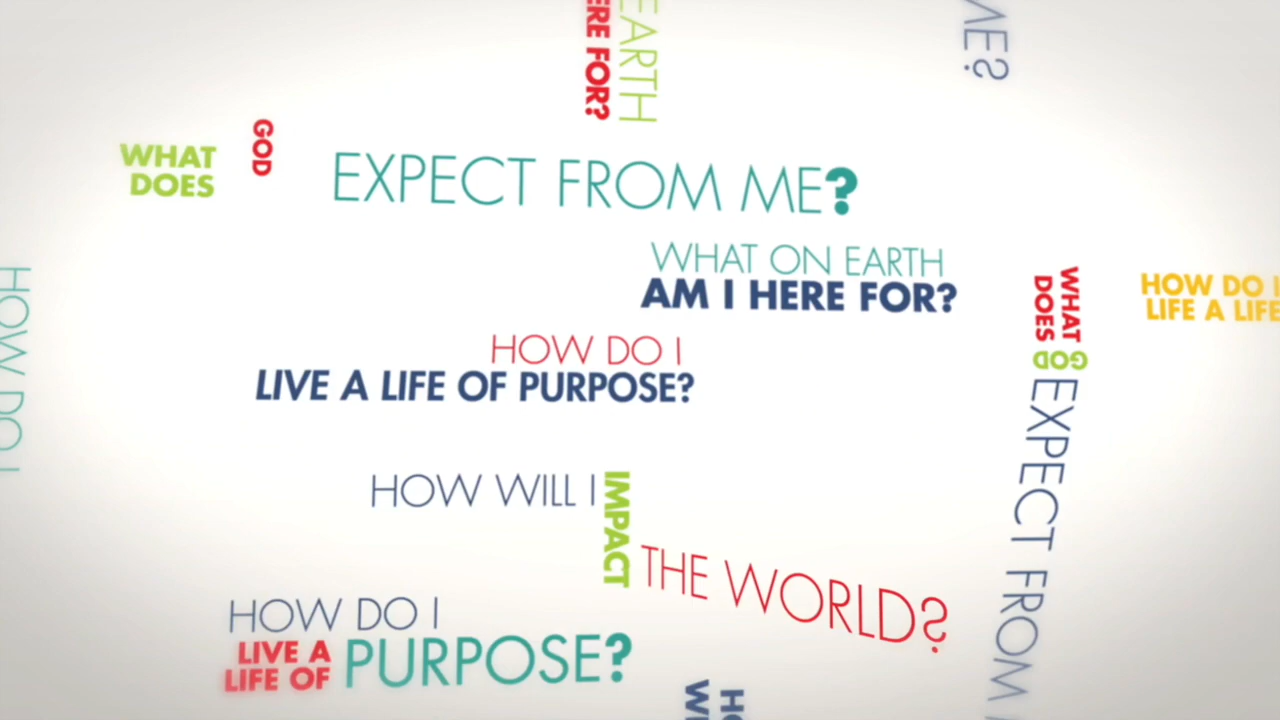 ERE FOR?
EARTH
ME?
WHAT
DOES
GOD
EXPECT FROM ME?
WHAT ON EARTH
AM I HERE FOR?
HOW DO I
LIVE A LIFE OF PURPOSE?
HOW DO I
WHAT
DOES
GOD
EXPECT FROM
HOW DO I
LIFE A LIFE
HOW WILL I
IMPACT
THE WORLD?
HOW DO I
LIVE A
LIFE OF
PURPOSE?